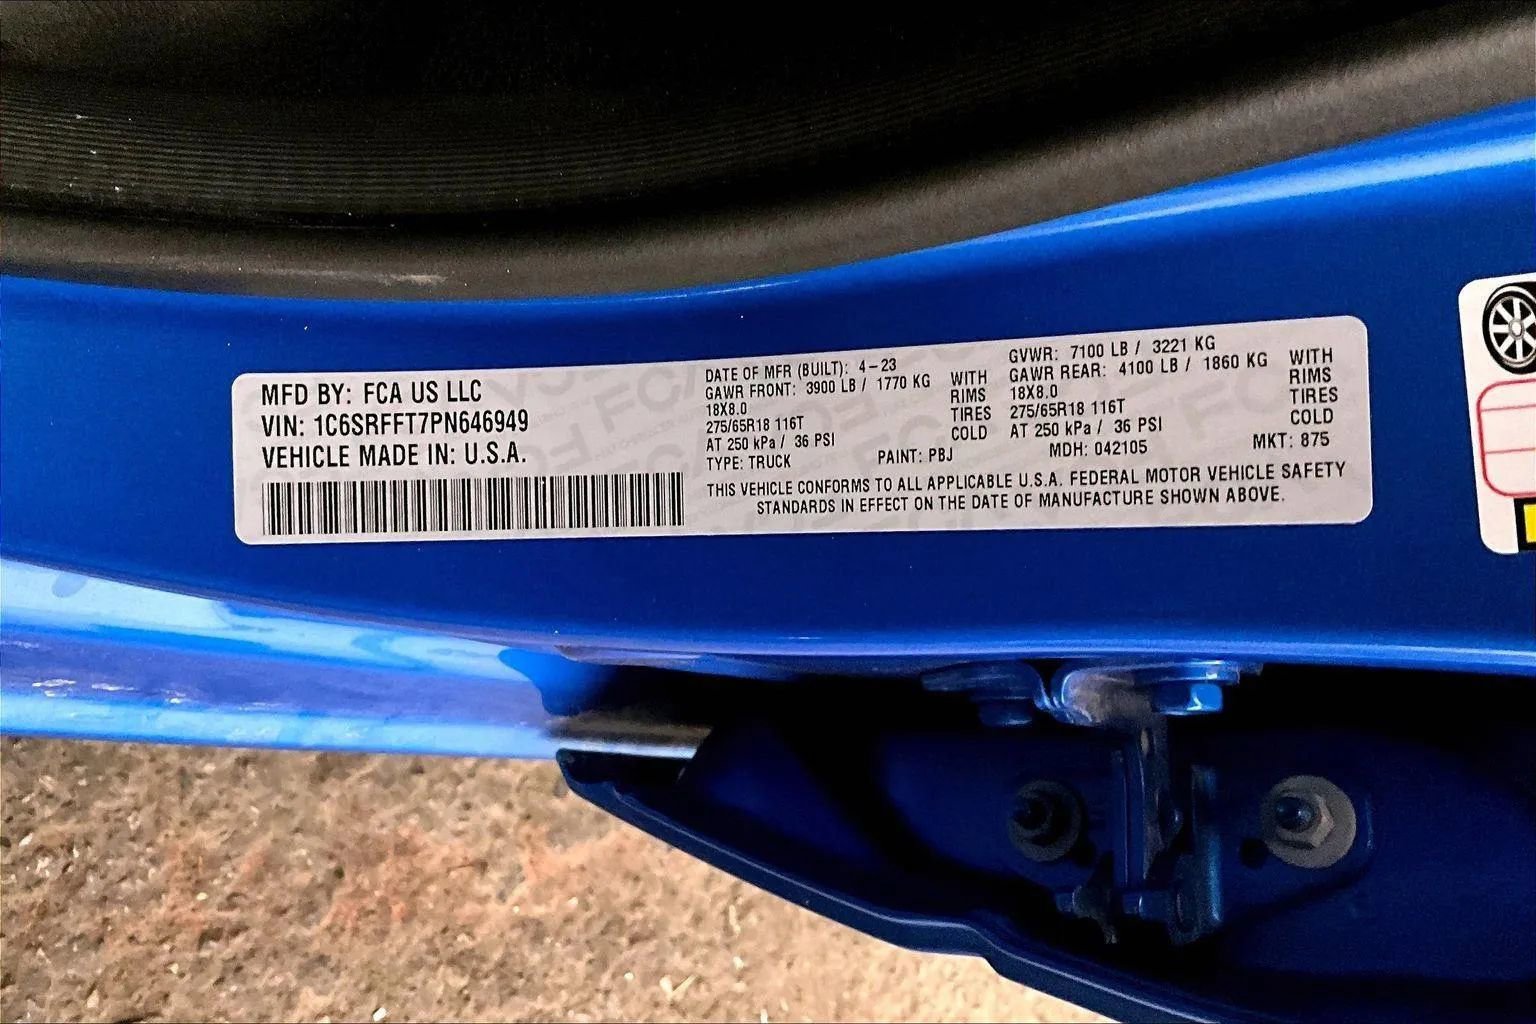 MFD BY: FCA US LLC
VIN: 1C6SRFFT7PN646949
VEHICLE MADE IN: U.S.A.
DATE OF MFR (BUILT): 4-23
GAWR FRONT: 3900 LB / 1770 KG WITH
18X8.0 RIMS
275/65R18 116T TIRES
AT 250 kPa / 36 PSI COLD
GVWR: 7100 LB / 3221 KG
GAWR REAR: 4100 LB / 1860 KG WITH
18X8.0 RIMS
275/65R18 116T TIRES
AT 250 kPa / 36 PSI COLD
TYPE: TRUCK PAINT: PBJ MDH: 042105 MKT: 875
THIS VEHICLE CONFORMS TO ALL APPLICABLE U.S.A. FEDERAL MOTOR VEHICLE SAFETY
STANDARDS IN EFFECT ON THE DATE OF MANUFACTURE SHOWN ABOVE.